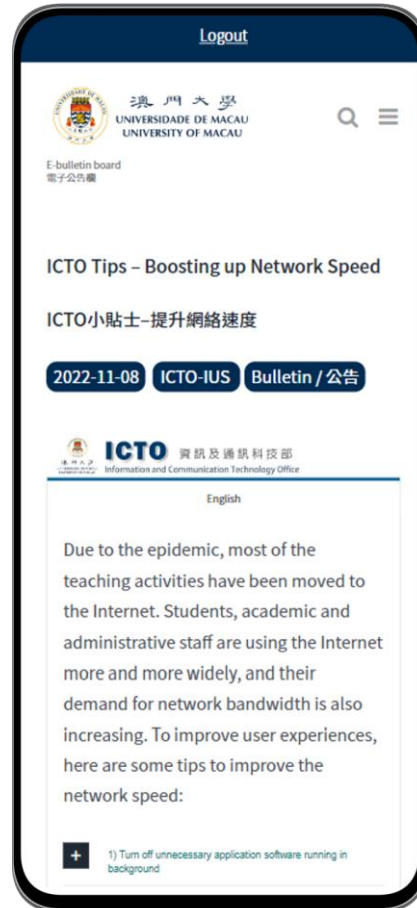 Logout
澳門大學
UNIVERSIDADE DE MACAU
UNIVERSITY OF MACAU
E-bulletin board
電子公告欄
ICTO Tips – Boosting up Network Speed
ICTO小貼士–提升網絡速度
2022-11-08 ICTO-IUS Bulletin / 公告
ICTO 資訊及通訊科技部
Information and Communication Technology Office
English
Due to the epidemic, most of the
teaching activities have been moved to
the Internet. Students, academic and
administrative staff are using the Internet
more and more widely, and their
demand for network bandwidth is also
increasing. To improve user experiences,
here are some tips to improve the
network speed:
1) Turn off unnecessary application software running in
background